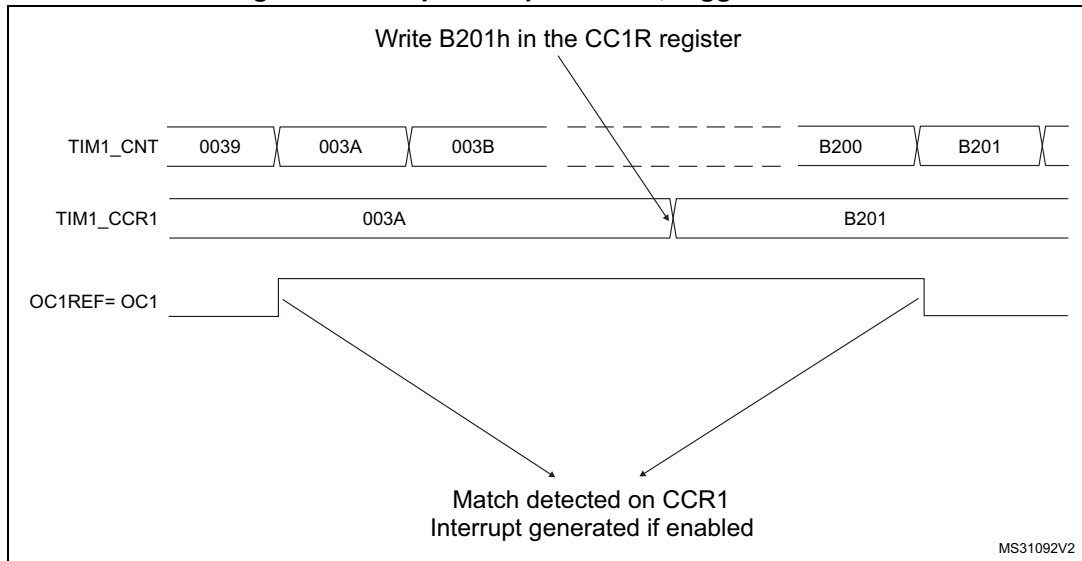 Write B201h in the CC1R register
TIM1_CNT 0039 003A 003B B200 B201
TIM1_CCR1 003A B201
OC1REF= OC1
Match detected on CCR1
Interrupt generated if enabled
MS31092V2